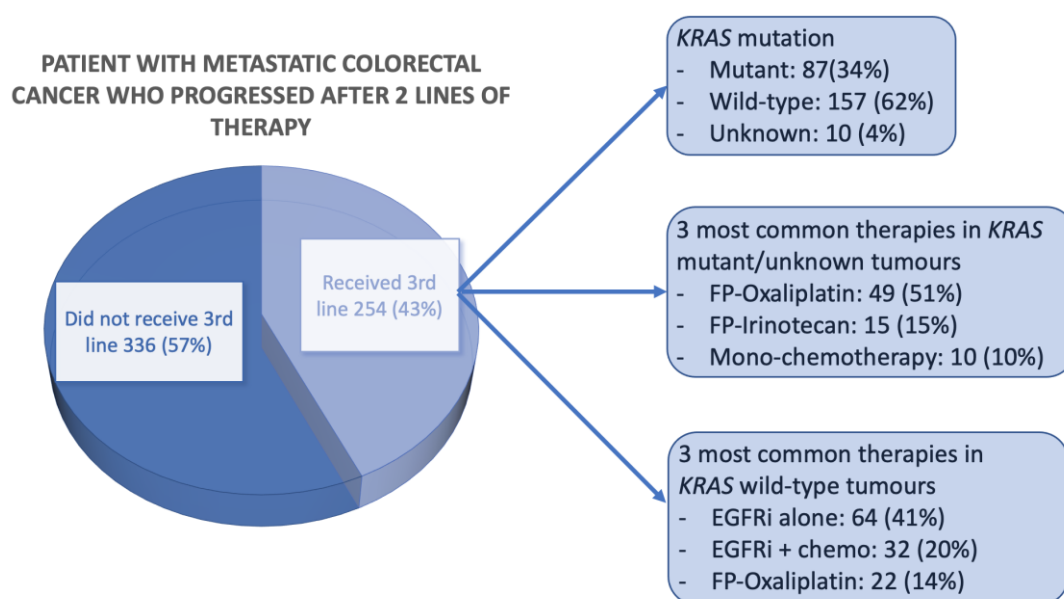 PATIENT WITH METASTATIC COLORECTAL
CANCER WHO PROGRESSED AFTER 2 LINES OF
THERAPY
Did not receive 3rd
line 336 (57%)
Received 3rd
line 254 (43%)
KRAS mutation
- Mutant: 87(34%)
- Wild-type: 157 (62%)
- Unknown: 10 (4%)
3 most common therapies in KRAS
mutant/unknown tumours
- FP-Oxaliplatin: 49 (51%)
- FP-Irinotecan: 15 (15%)
- Mono-chemotherapy: 10 (10%)
3 most common therapies in
KRAS wild-type tumours
- EGFRi alone: 64 (41%)
- EGFRi + chemo: 32 (20%)
- FP-Oxaliplatin: 22 (14%)